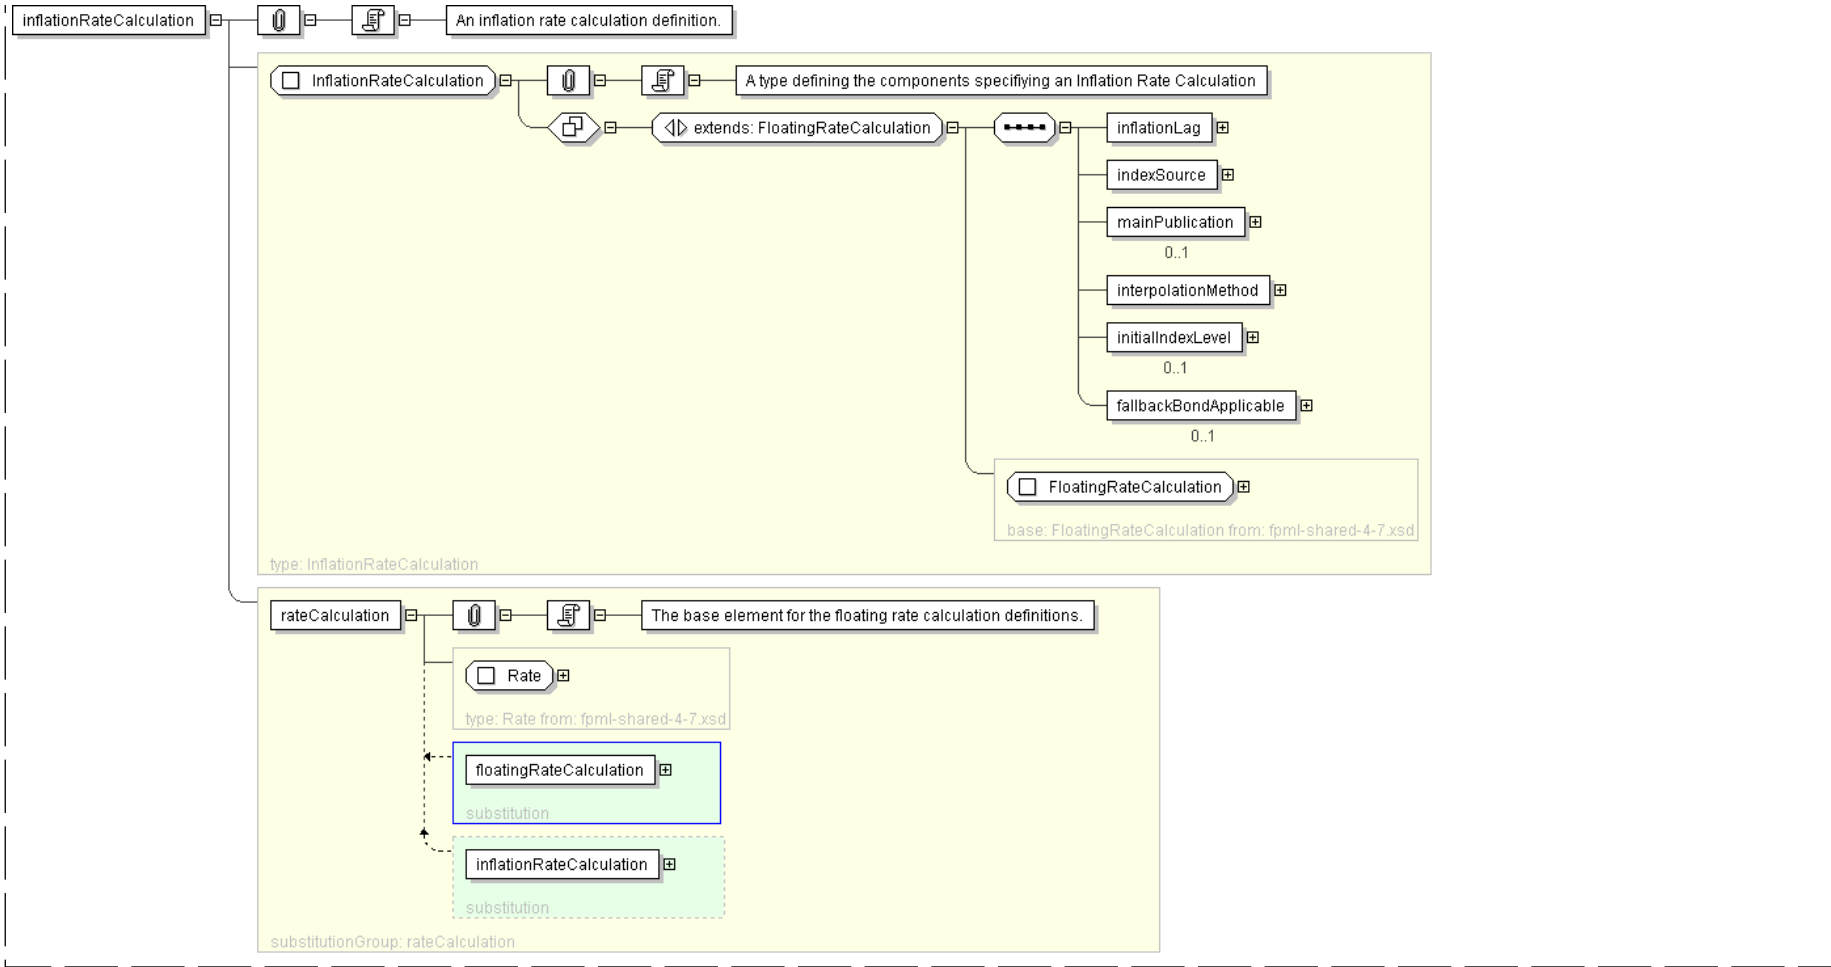 inflationRateCalculation
An inflation rate calculation definition.
InflationRateCalculation
A type defining the components specifiying an Inflation Rate Calculation
extends: FloatingRateCalculation
inflationLag
indexSource
mainPublication
0..1
interpolationMethod
initialIndexLevel
0..1
fallbackBondApplicable
0..1
FloatingRateCalculation
base: FloatingRateCalculation from: fpml-shared-4-7.xsd
type: InflationRateCalculation
rateCalculation
The base element for the floating rate calculation definitions.
Rate
type: Rate from: fpml-shared-4-7.xsd
floatingRateCalculation
substitution
inflationRateCalculation
substitution
substitutionGroup: rateCalculation